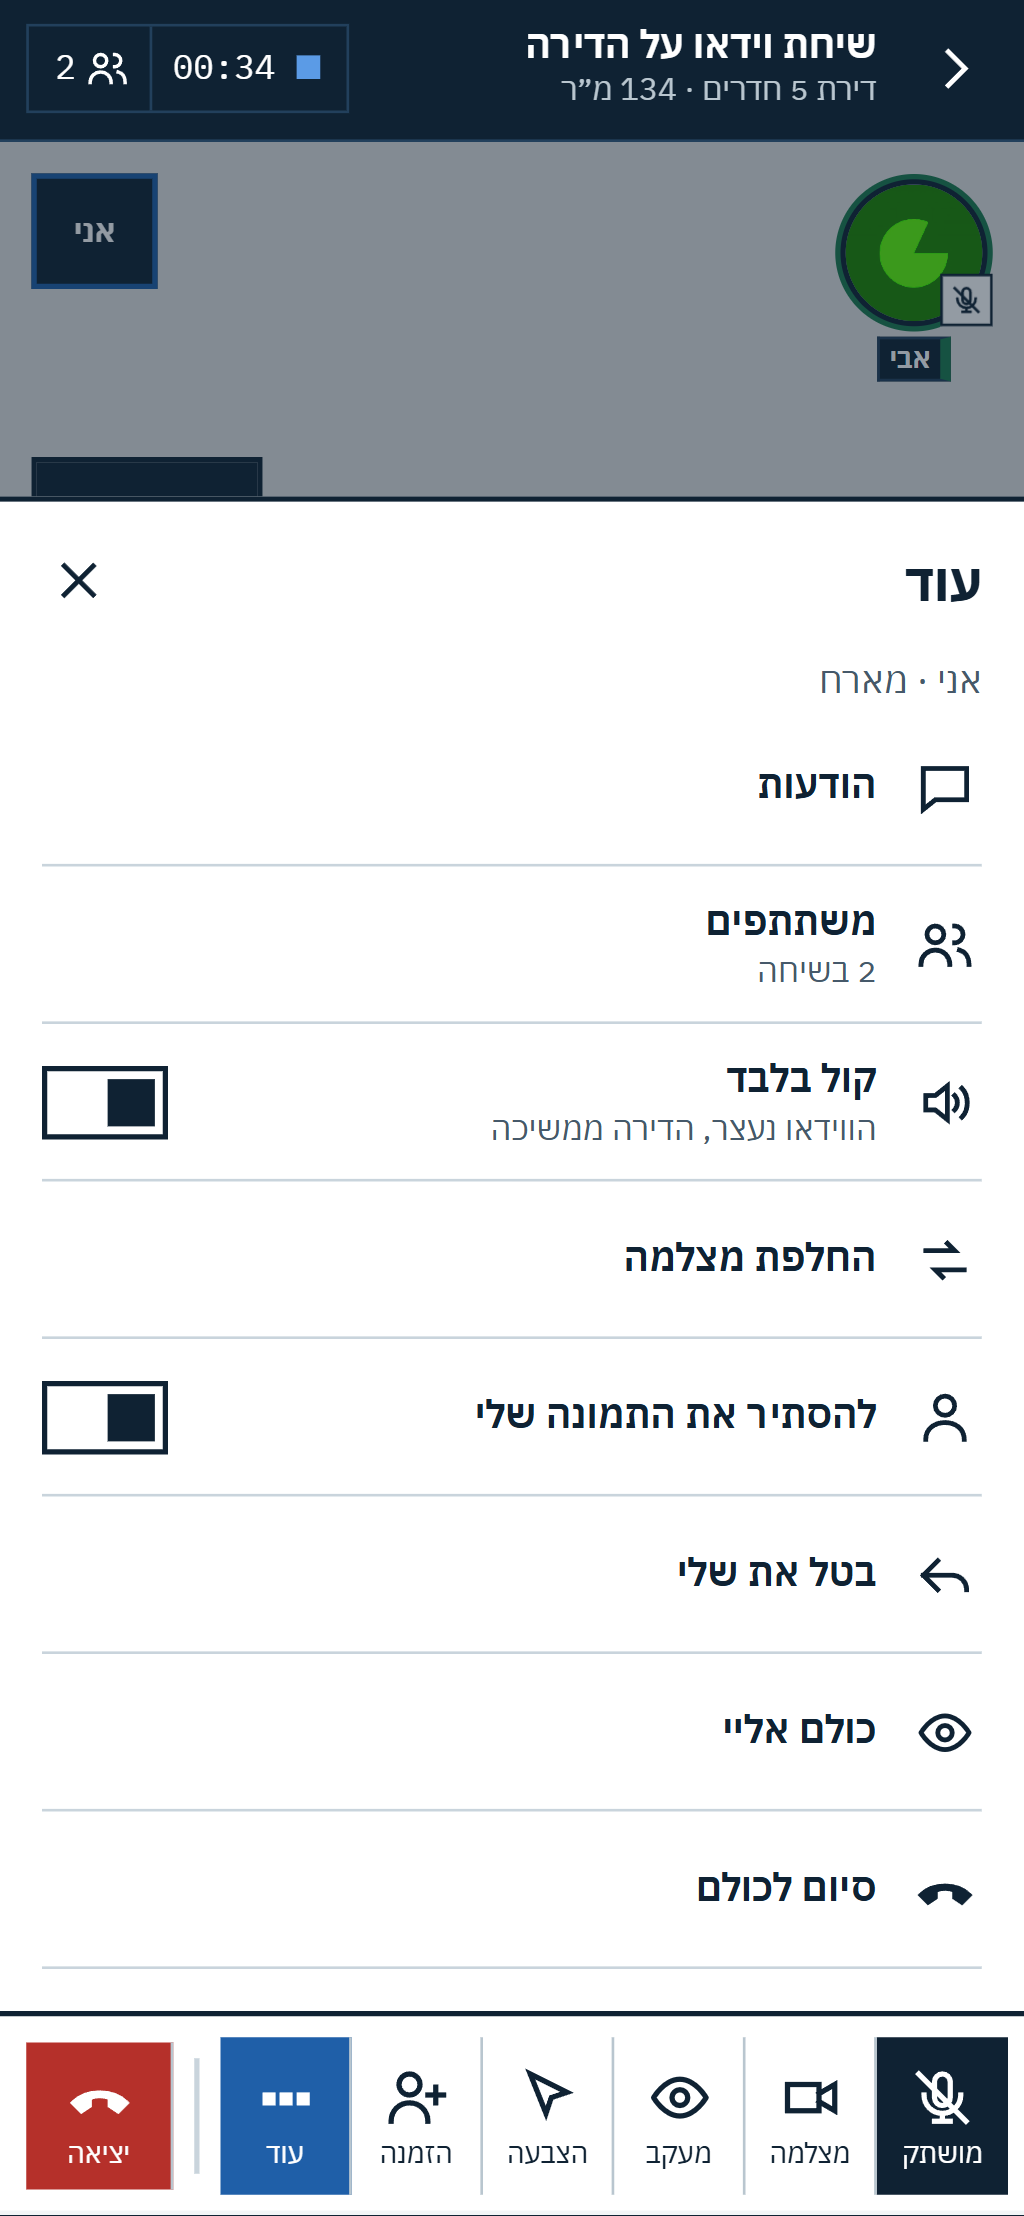 שיחת וידאו על הדירה
דירת 5 חדרים · 134 מ״ר
00:34
2
אבי
אני
עוד
אני · מארח
הודעות
משתתפים
2 בשיחה
קול בלבד
הווידאו נעצר, הדירה ממשיכה
החלפת מצלמה
להסתיר את התמונה שלי
בטל את שלי
כולם אליי
סיום לכולם
מושתק
מצלמה
מעקב
הצבעה
הזמנה
עוד
יציאה